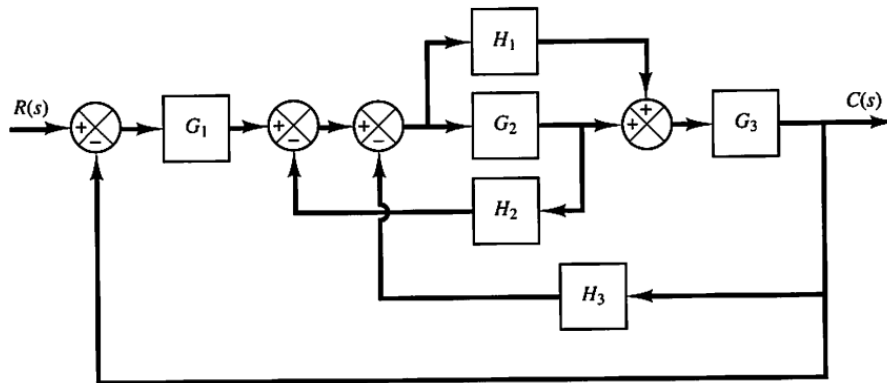 H₁
R(s)
C(s)
+
−
G₁
+
−
+
−
G₂
+
+
G₃
H₂
H₃